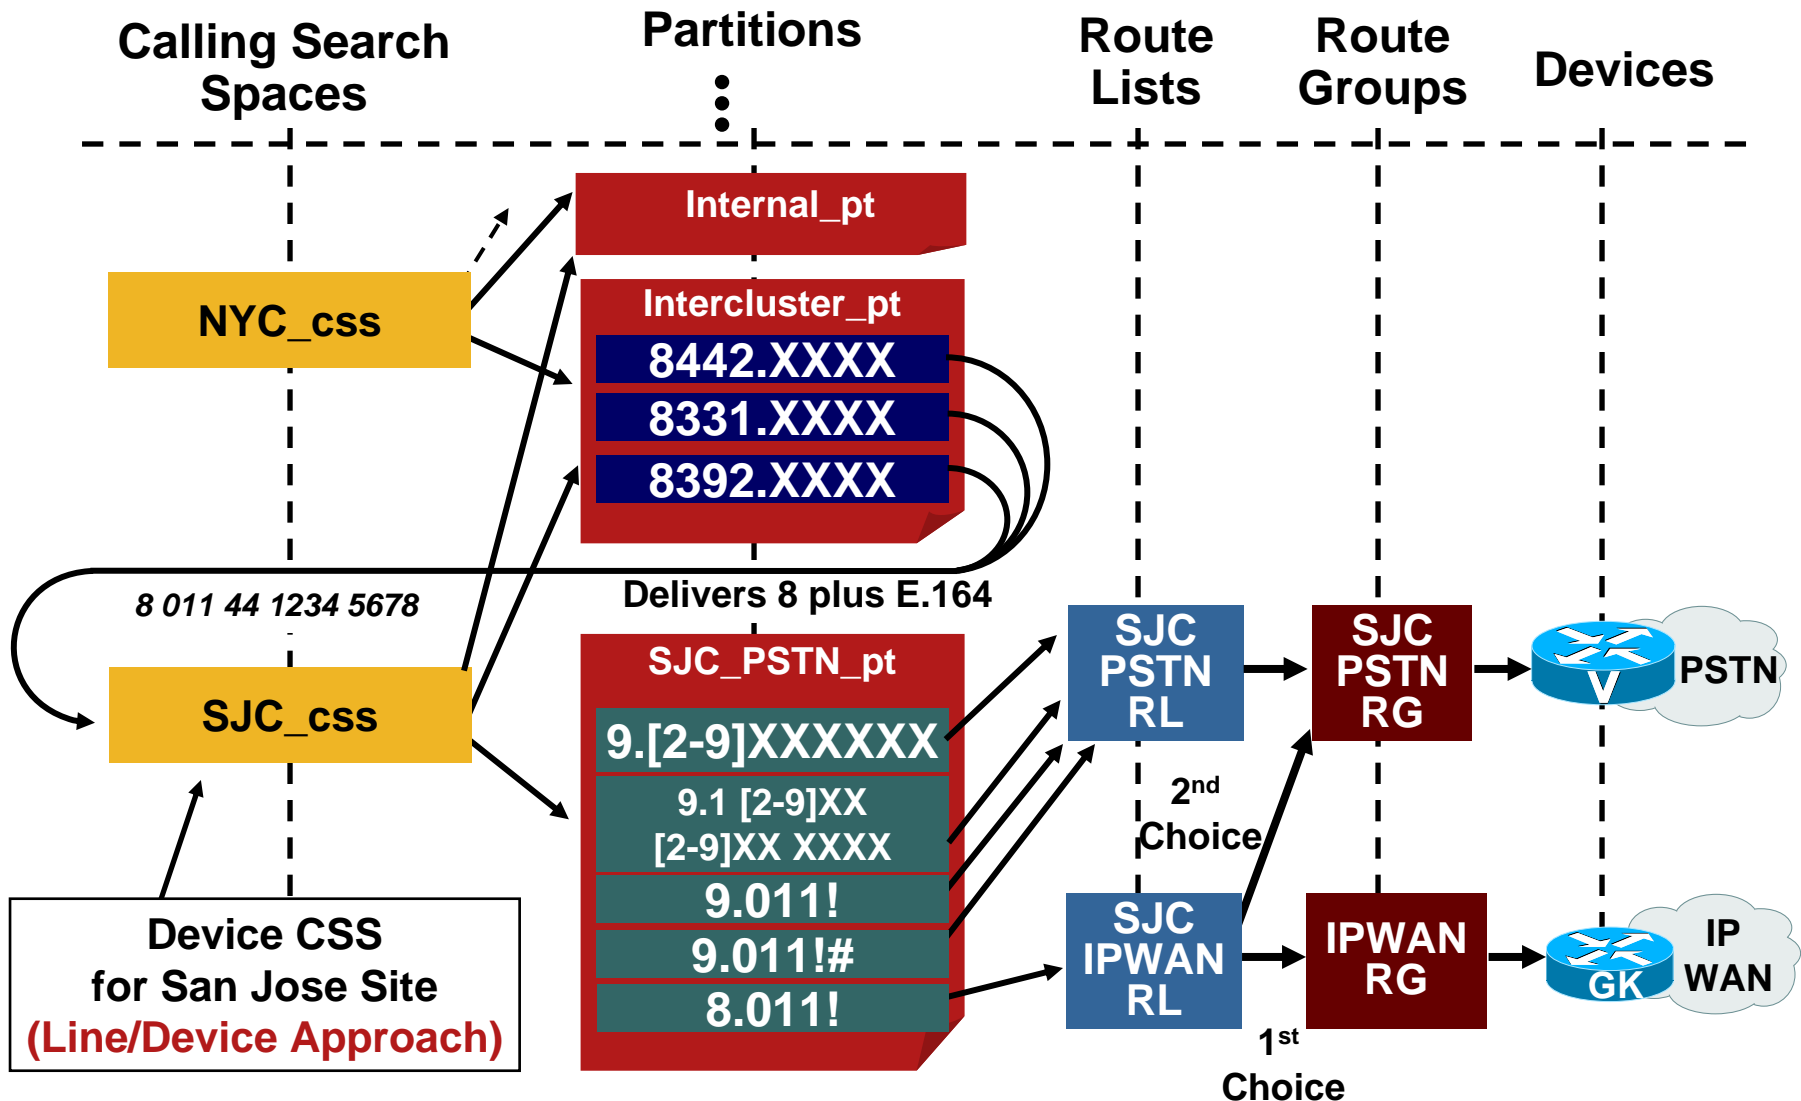 Calling Search
Spaces
Partitions
Route
Lists
Route
Groups
Devices
Internal_pt
NYC_css
Intercluster_pt
8442.XXXX
8331.XXXX
8392.XXXX
8 011 44 1234 5678
Delivers 8 plus E.164
SJC_css
SJC_PSTN_pt
9.[2-9]XXXXXX
9.1 [2-9]XX
[2-9]XX XXXX
9.011!
9.011!#
8.011!
SJC
PSTN
RL
SJC
PSTN
RG
V
PSTN
2nd
Choice
SJC
IPWAN
RL
IPWAN
RG
GK
IP
WAN
1st
Choice
Device CSS
for San Jose Site
(Line/Device Approach)